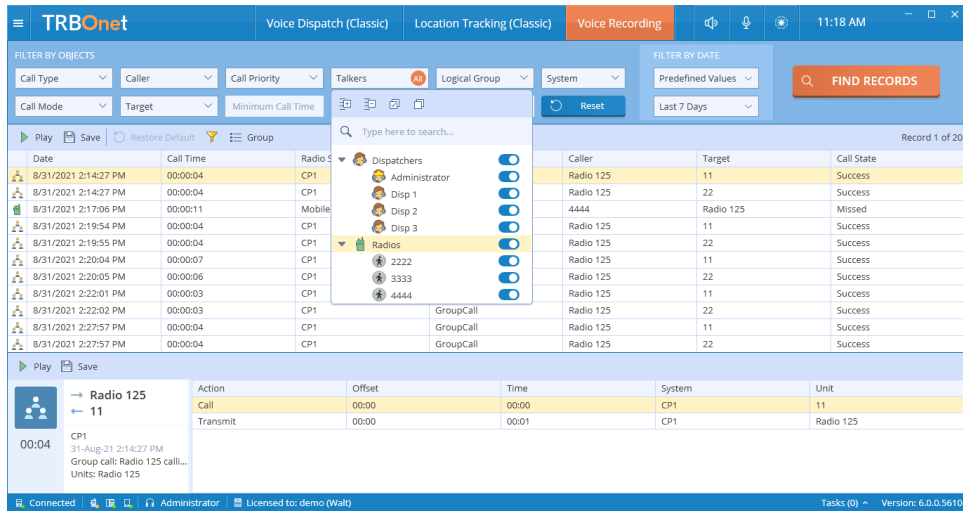 TRBOnet Voice Dispatch (Classic) Location Tracking (Classic) Voice Recording 11:18 AM
FILTER BY OBJECTS FILTER BY DATE
Call Type Caller Call Priority Talkers All Logical Group System Predefined Values FIND RECORDS
Call Mode Target Minimum Call Time Reset Last 7 Days
Play Save Restore Default Group Record 1 of 20
Type here to search...
Dispatchers
Administrator
Disp 1
Disp 2
Disp 3
Radios
2222
3333
4444
Date Call Time Radio S Caller Target Call State
8/31/2021 2:14:27 PM 00:00:04 CP1 Radio 125 11 Success
8/31/2021 2:14:27 PM 00:00:04 CP1 Radio 125 22 Success
8/31/2021 2:17:06 PM 00:00:11 Mobile 4444 Radio 125 Missed
8/31/2021 2:19:54 PM 00:00:04 CP1 Radio 125 11 Success
8/31/2021 2:19:55 PM 00:00:04 CP1 Radio 125 22 Success
8/31/2021 2:20:04 PM 00:00:07 CP1 Radio 125 11 Success
8/31/2021 2:20:05 PM 00:00:06 CP1 Radio 125 22 Success
8/31/2021 2:22:01 PM 00:00:03 CP1 Radio 125 11 Success
8/31/2021 2:22:02 PM 00:00:03 CP1 GroupCall Radio 125 22 Success
8/31/2021 2:27:57 PM 00:00:04 CP1 GroupCall Radio 125 11 Success
8/31/2021 2:27:57 PM 00:00:04 CP1 GroupCall Radio 125 22 Success
Play Save
Radio 125
11
00:04
CP1
31-Aug-21 2:14:27 PM
Group call: Radio 125 calli...
Units: Radio 125
Action Offset Time System Unit
Call 00:00 00:00 CP1 11
Transmit 00:00 00:01 CP1 Radio 125
Connected Administrator Licensed to: demo (Walt) Tasks (0) Version: 6.0.0.5610